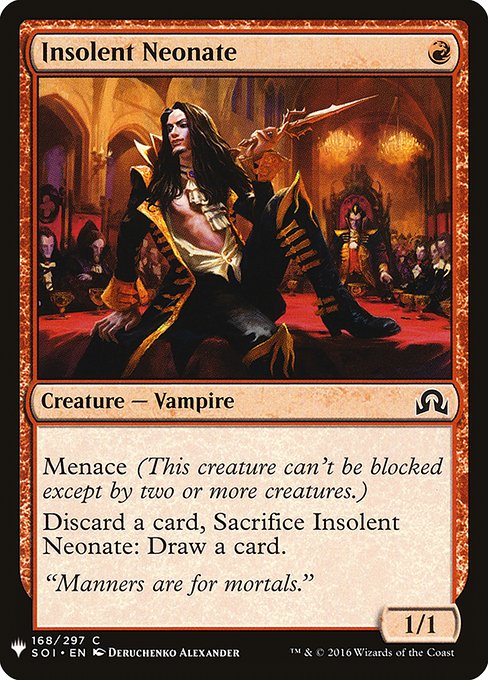 Insolent Neonate
Creature — Vampire
Menace (This creature can't be blocked
except by two or more creatures.)
Discard a card, Sacrifice Insolent
Neonate: Draw a card.
“Manners are for mortals.”
1/1
168/297 C
SOI • EN DERUCHENKO ALEXANDER
™ & © 2016 Wizards of the Coast